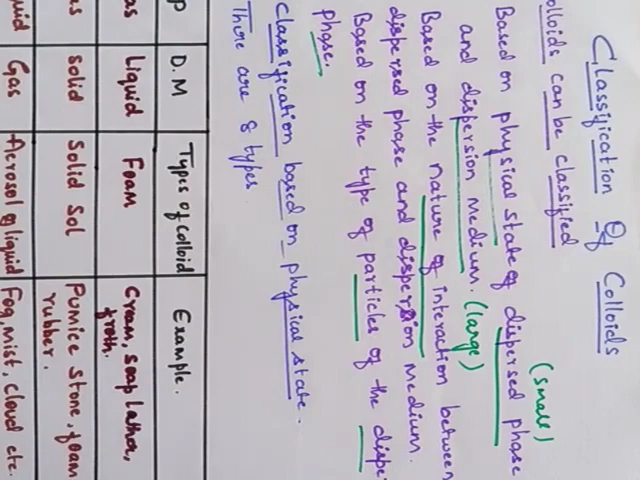 Classification Of Colloids
olloids can be classified
Based on physical state of dispersed phase (small)
and dispersion medium. (large)
Based on the nature of interaction between
dispersed phase and dispersion medium.
Based on the type of particles of the dispe
phase.
Classification based on physical state.
There are 8 types.
P D.M Types of colloid Example.
as Liquid Foam Cream, soap lather,
froth.
as solid Solid Sol Pumice stone, foam
rubber.
quid Gas Aerosol of liquid Fog, mist, cloud etc.